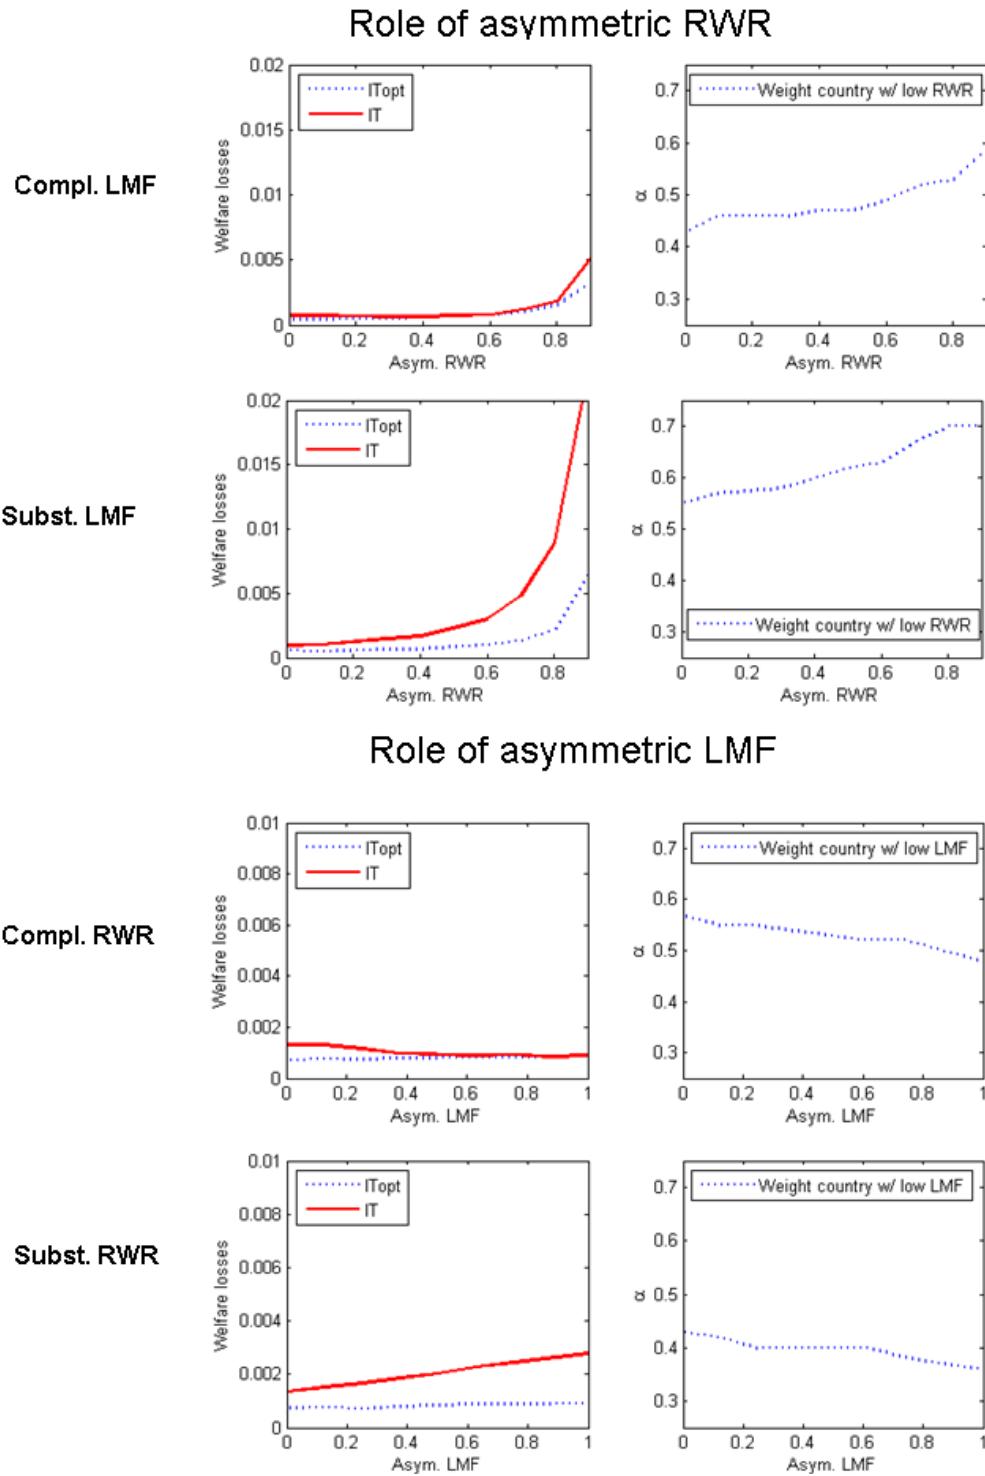 Role of asymmetric RWR
Compl. LMF
Welfare losses
0.02
0.015
0.01
0.005
0
ITopt
IT
0 0.2 0.4 0.6 0.8
Asym. RWR
α
0.7
0.6
0.5
0.4
0.3
Weight country w/ low RWR
0 0.2 0.4 0.6 0.8
Asym. RWR
Subst. LMF
Welfare losses
0.02
0.015
0.01
0.005
0
ITopt
IT
0 0.2 0.4 0.6 0.8
Asym. RWR
α
0.7
0.6
0.5
0.4
0.3
Weight country w/ low RWR
0 0.2 0.4 0.6 0.8
Asym. RWR
Role of asymmetric LMF
Compl. RWR
Welfare losses
0.01
0.008
0.006
0.004
0.002
0
ITopt
IT
0 0.2 0.4 0.6 0.8 1
Asym. LMF
α
0.7
0.6
0.5
0.4
0.3
Weight country w/ low LMF
0 0.2 0.4 0.6 0.8 1
Asym. LMF
Subst. RWR
Welfare losses
0.01
0.008
0.006
0.004
0.002
0
ITopt
IT
0 0.2 0.4 0.6 0.8 1
Asym. LMF
α
0.7
0.6
0.5
0.4
0.3
Weight country w/ low LMF
0 0.2 0.4 0.6 0.8 1
Asym. LMF